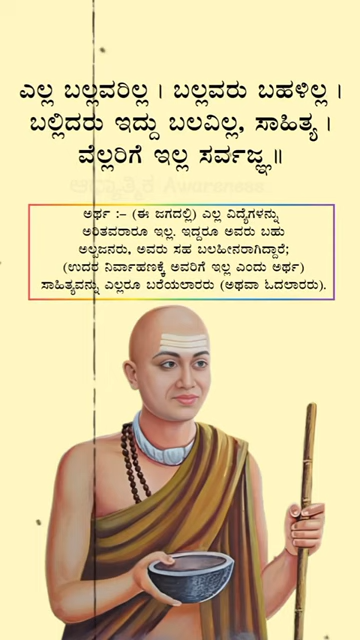 ಎಲ್ಲ ಬಲ್ಲವರಿಲ್ಲ । ಬಲ್ಲವರು ಬಹಳಿಲ್ಲ ।
ಬಲ್ಲಿದರು ಇದ್ದು ಬಲವಿಲ್ಲ, ಸಾಹಿತ್ಯ ।
ವೆಲ್ಲರಿಗೆ ಇಲ್ಲ ಸರ್ವಜ್ಞ॥
ಆಧ್ಯಾತ್ಮಿಕ Awareness
ಅರ್ಥ :– (ಈ ಜಗದಲ್ಲಿ) ಎಲ್ಲ ವಿದ್ಯೆಗಳನ್ನು
ಅರಿತವರಾರೂ ಇಲ್ಲ. ಇದ್ದರೂ ಅವರು ಬಹು
ಅಲ್ಪಜನರು, ಅವರು ಸಹ ಬಲಹೀನರಾಗಿದ್ದಾರೆ;
(ಉದರ ನಿರ್ವಾಹಣಕ್ಕೆ ಅವರಿಗೆ ಇಲ್ಲ ಎಂದು ಅರ್ಥ)
ಸಾಹಿತ್ಯವನ್ನು ಎಲ್ಲರೂ ಬರೆಯಲಾರರು (ಅಥವಾ ಓದಲಾರರು).